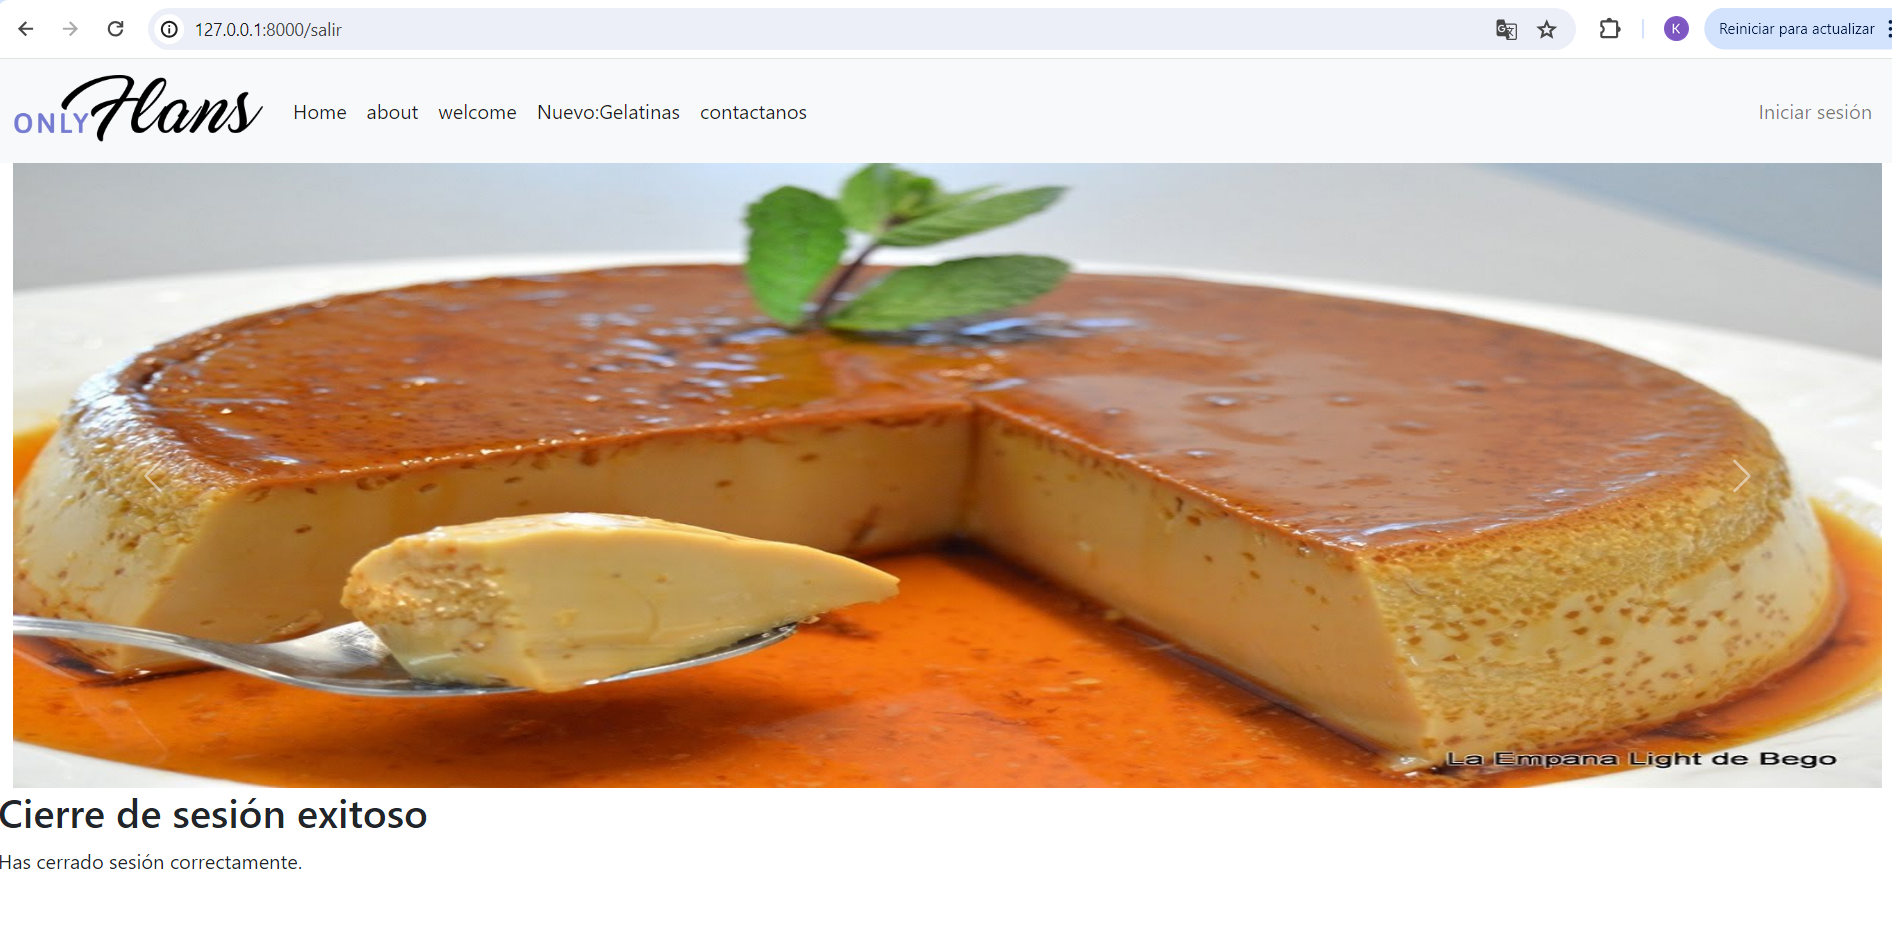 127.0.0.1:8000/salir
K
Reiniciar para actualizar
ONLY Flans
Home about welcome Nuevo:Gelatinas contactanos
Iniciar sesión
La Empana Light de Bego
Cierre de sesión exitoso
Has cerrado sesión correctamente.